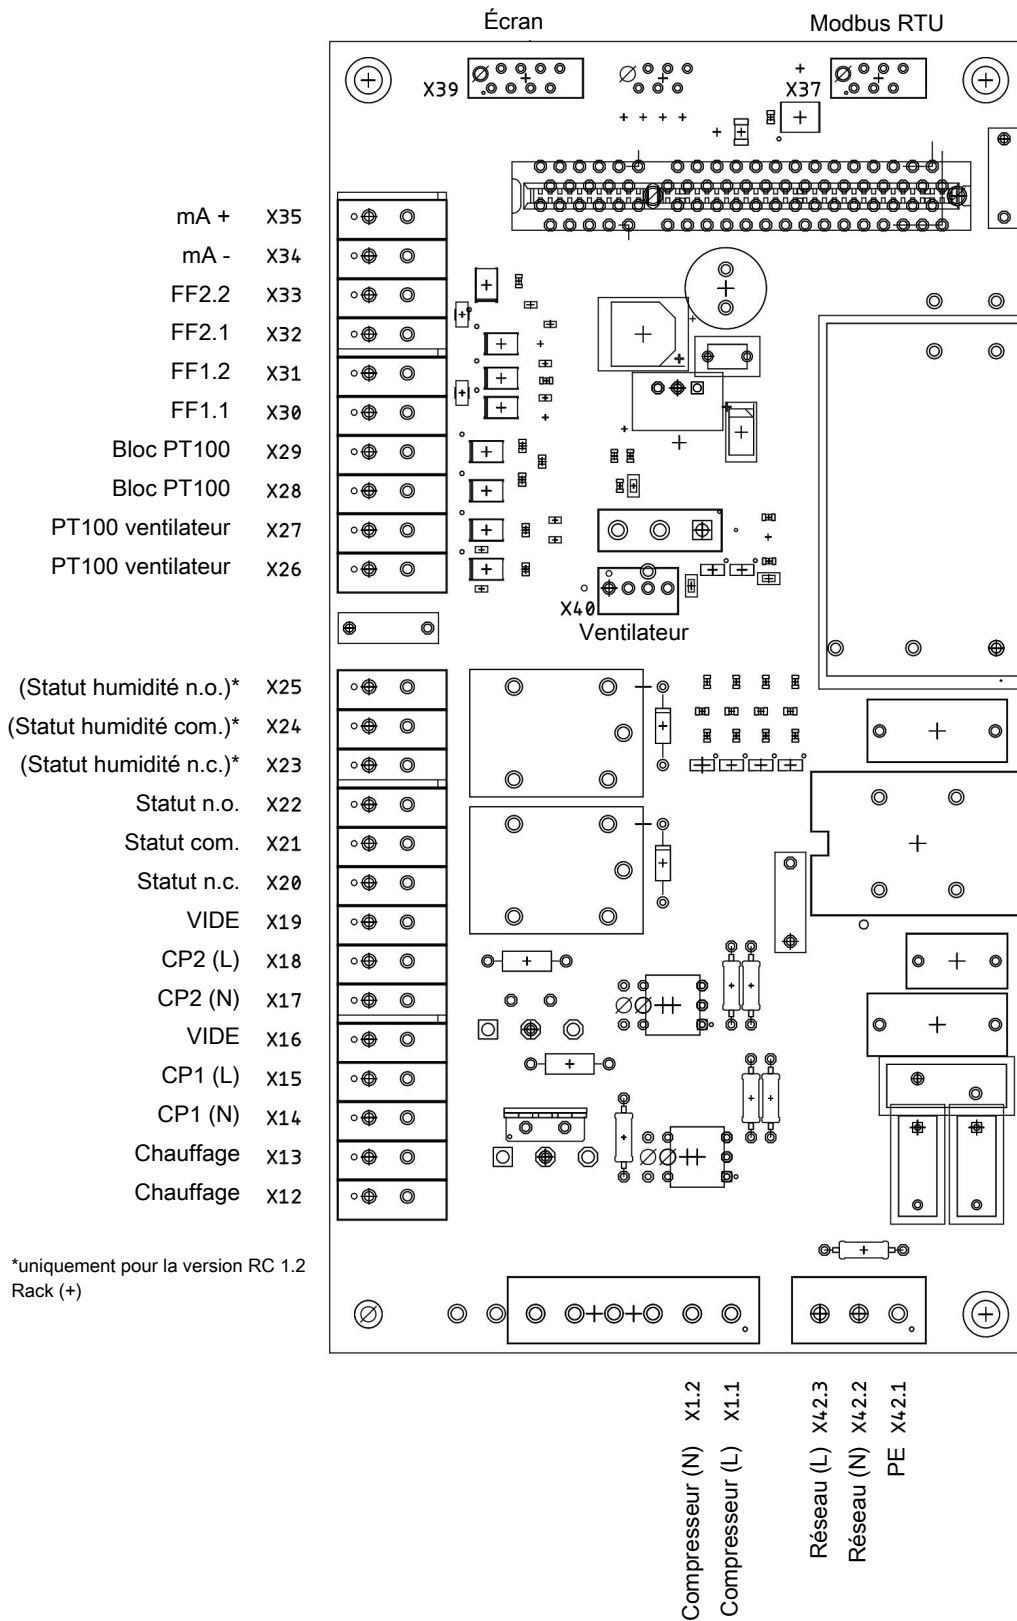 Écran
Modbus RTU
X39
X37
mA + X35
mA - X34
FF2.2 X33
FF2.1 X32
FF1.2 X31
FF1.1 X30
Bloc PT100 X29
Bloc PT100 X28
PT100 ventilateur X27
PT100 ventilateur X26
X40
Ventilateur
(Statut humidité n.o.)* X25
(Statut humidité com.)* X24
(Statut humidité n.c.)* X23
Statut n.o. X22
Statut com. X21
Statut n.c. X20
VIDE X19
CP2 (L) X18
CP2 (N) X17
VIDE X16
CP1 (L) X15
CP1 (N) X14
Chauffage X13
Chauffage X12
*uniquement pour la version RC 1.2
Rack (+)
Compresseur (N) X1.2
Compresseur (L) X1.1
Réseau (L) X42.3
Réseau (N) X42.2
PE X42.1